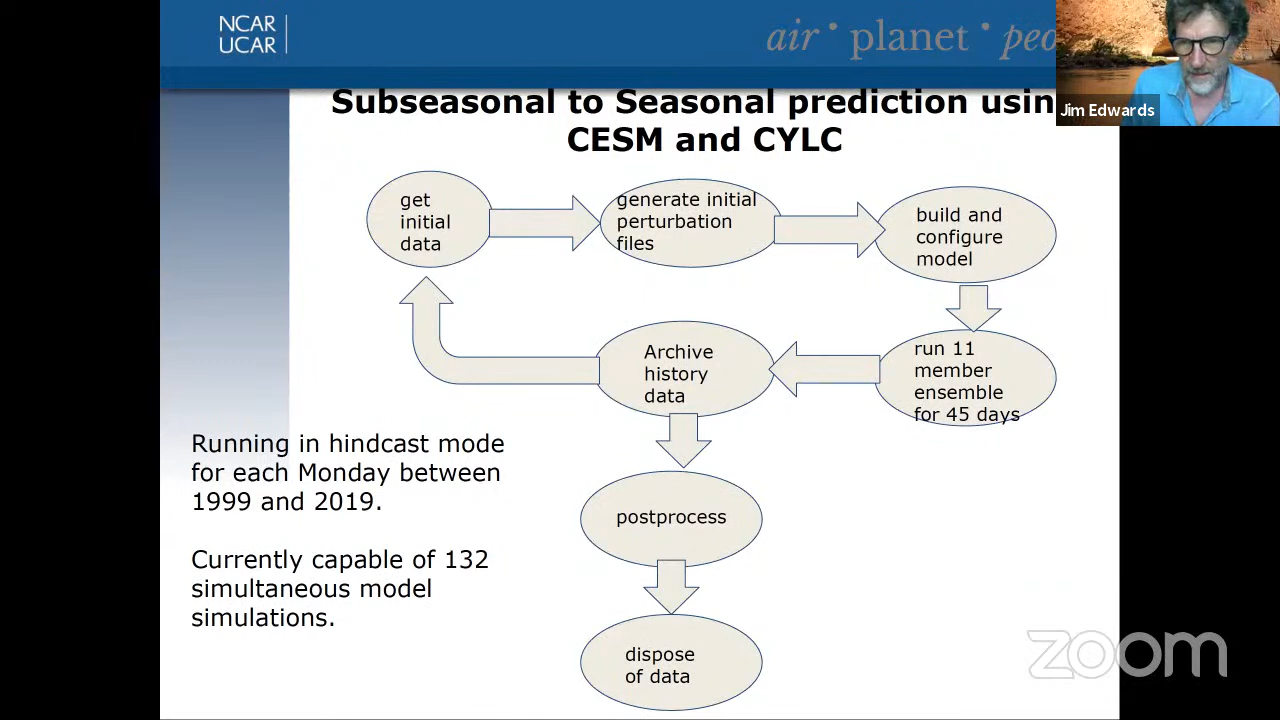 NCAR
UCAR
air • planet • peo
Jim Edwards
Subseasonal to Seasonal prediction usin
CESM and CYLC
get
initial
data
generate initial
perturbation
files
build and
configure
model
Archive
history
data
run 11
member
ensemble
for 45 days
Running in hindcast mode
for each Monday between
1999 and 2019.
Currently capable of 132
simultaneous model
simulations.
postprocess
dispose
of data
zoom